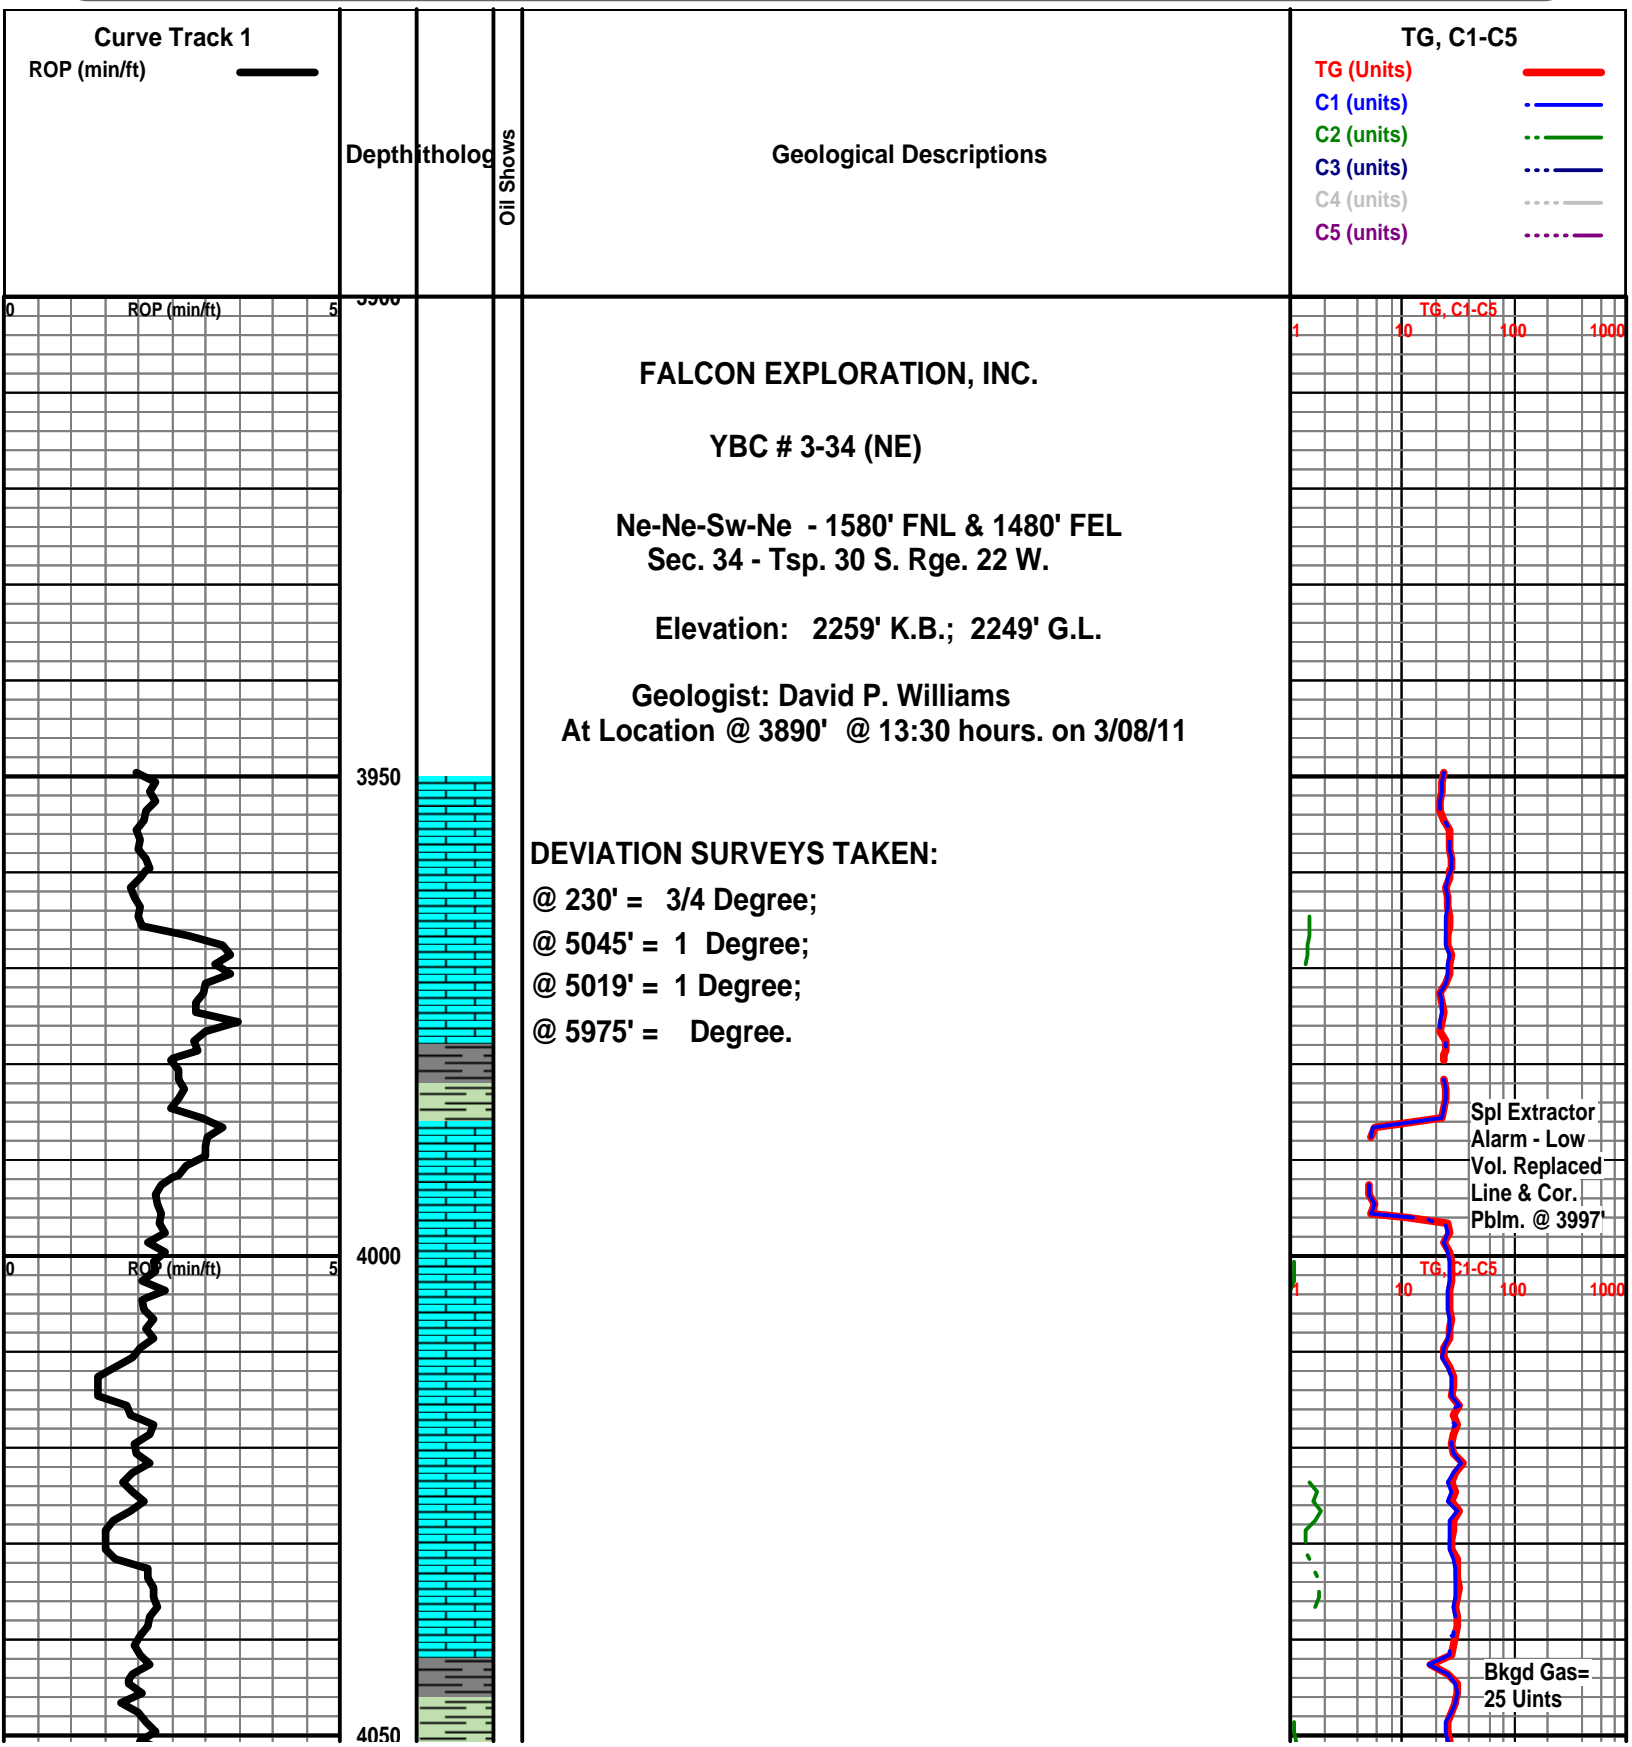 Curve Track 1
ROP (min/ft)
Depth
ithology
Oil Shows
Geological Descriptions
TG, C1-C5
TG (Units)
C1 (units)
C2 (units)
C3 (units)
C4 (units)
C5 (units)
0 ROP (min/ft) 5
3900
TG, C1-C5
1 10 100 1000
FALCON EXPLORATION, INC.
YBC # 3-34 (NE)
Ne-Ne-Sw-Ne - 1580' FNL & 1480' FEL
Sec. 34 - Tsp. 30 S. Rge. 22 W.
Elevation: 2259' K.B.; 2249' G.L.
Geologist: David P. Williams
At Location @ 3890' @ 13:30 hours. on 3/08/11
3950
DEVIATION SURVEYS TAKEN:
@ 230' = 3/4 Degree;
@ 5045' = 1 Degree;
@ 5019' = 1 Degree;
@ 5975' = Degree.
Spl Extractor
Alarm - Low
Vol. Replaced
Line & Cor.
Pblm. @ 3997'
4000
0 ROP (min/ft) 5
TG, C1-C5
1 10 100 1000
Bkgd Gas=
25 Uints
4050